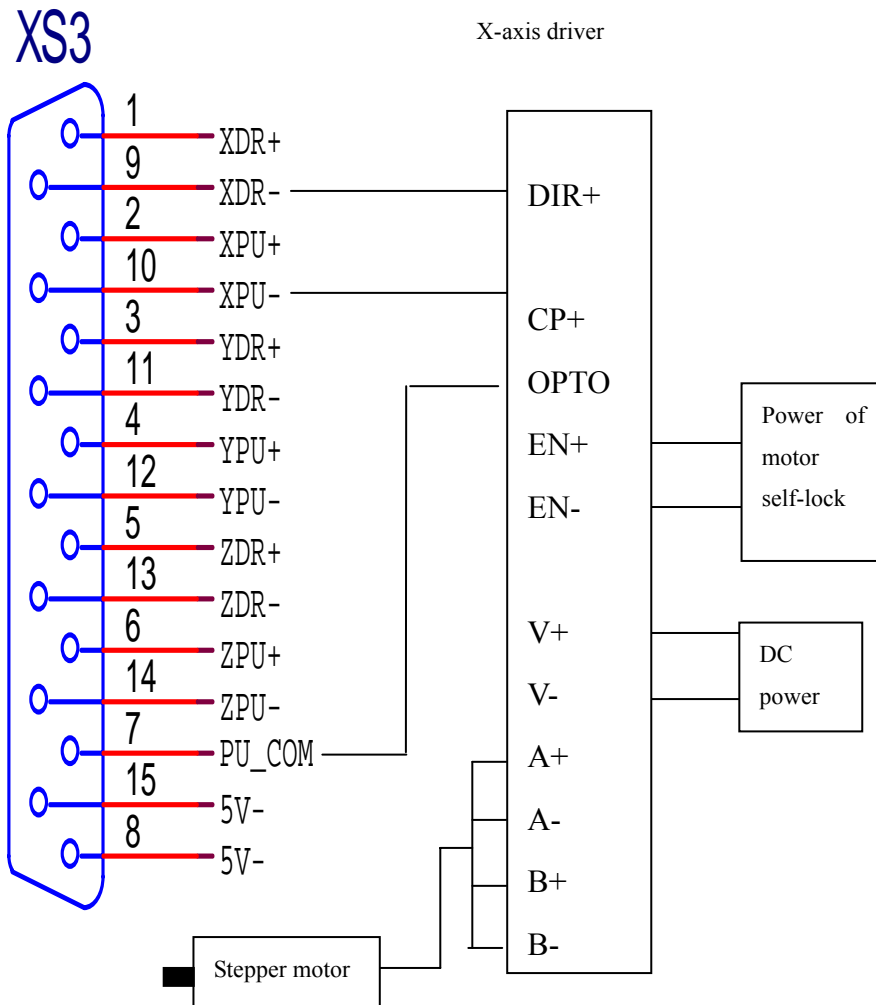 XS3
X-axis driver
1
XDR+
9
XDR-
2
XPU+
10
XPU-
3
YDR+
11
YDR-
4
YPU+
12
YPU-
5
ZDR+
13
ZDR-
6
ZPU+
14
ZPU-
7
PU_COM
15
5V-
8
5V-
DIR+
CP+
OPTO
EN+
EN-
V+
V-
A+
A-
B+
B-
Power of
motor
self-lock
DC
power
Stepper motor